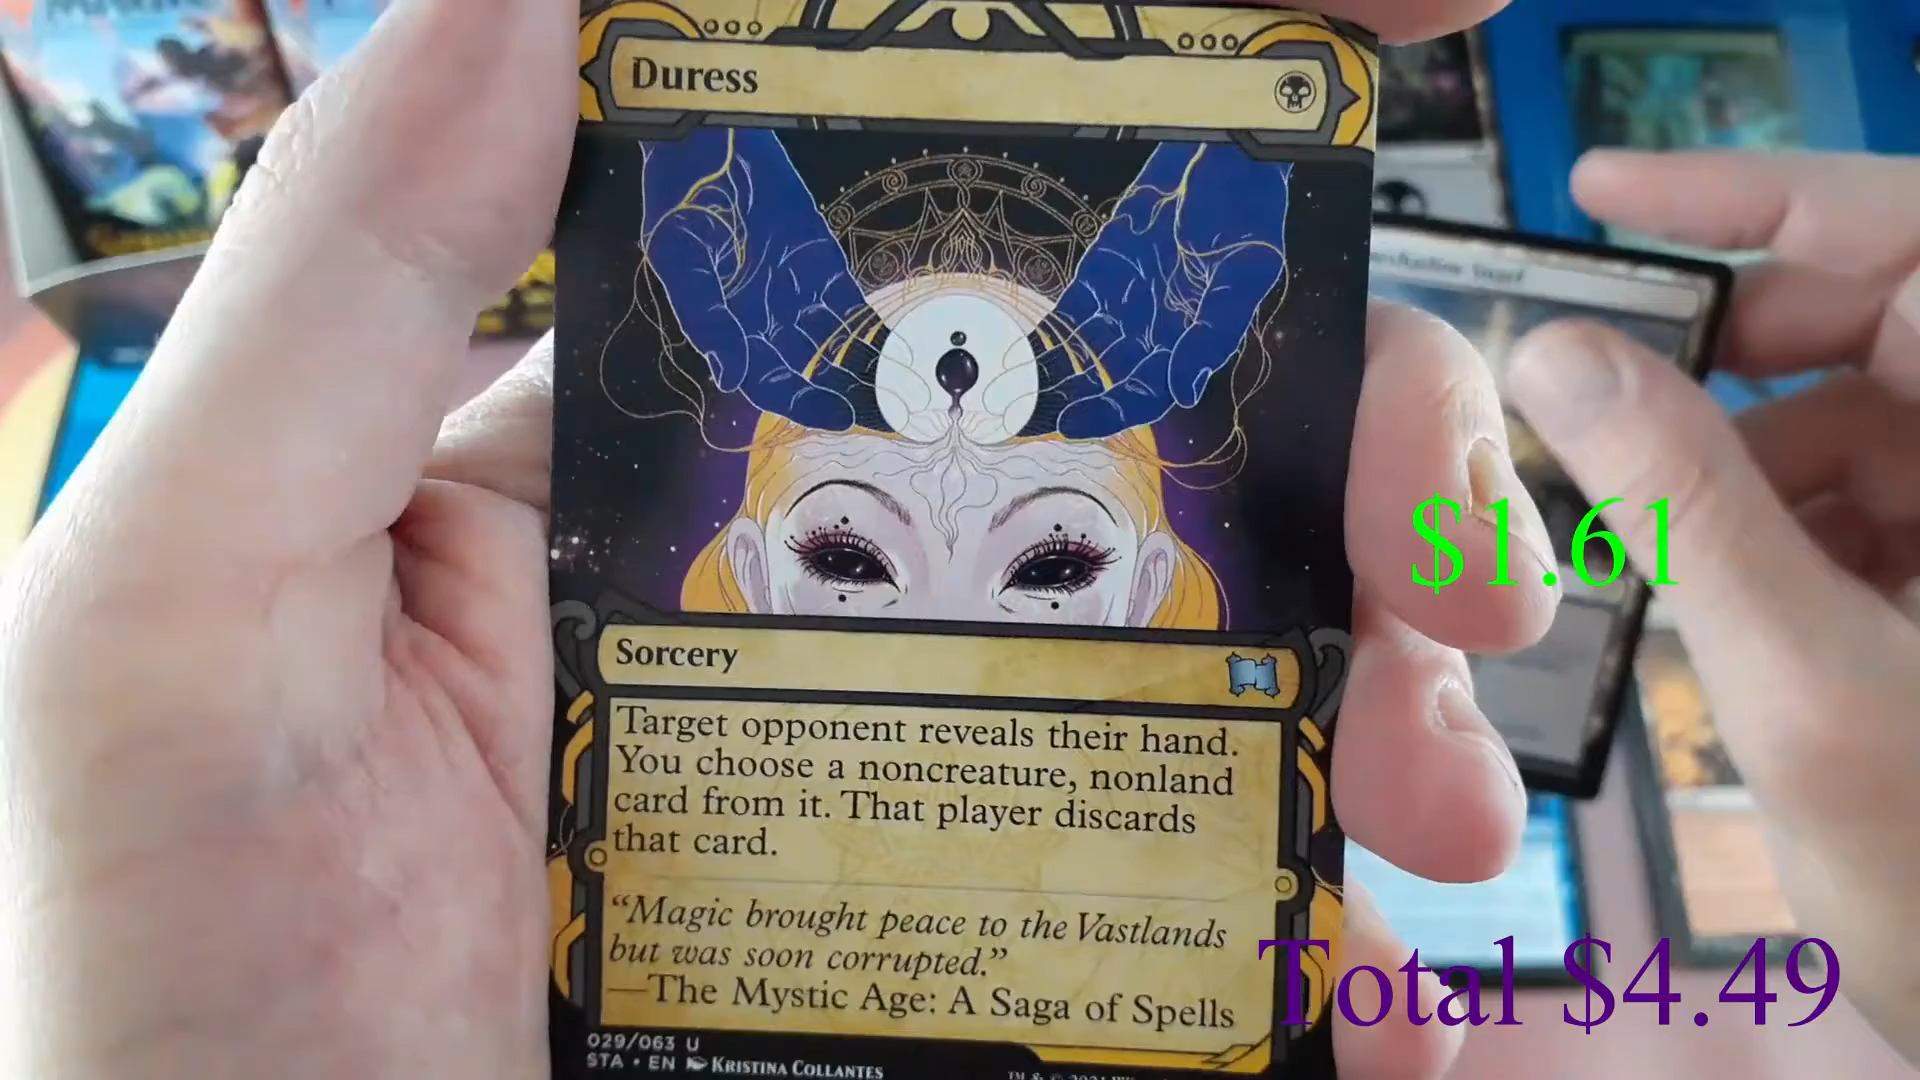 Duress
$1.61
Sorcery
Target opponent reveals their hand.
You choose a noncreature, nonland
card from it. That player discards
that card.
“Magic brought peace to the Vastlands
but was soon corrupted.”
—The Mystic Age: A Saga of Spells
Total $4.49
029/063 U
STA • EN KRISTINA COLLANTES